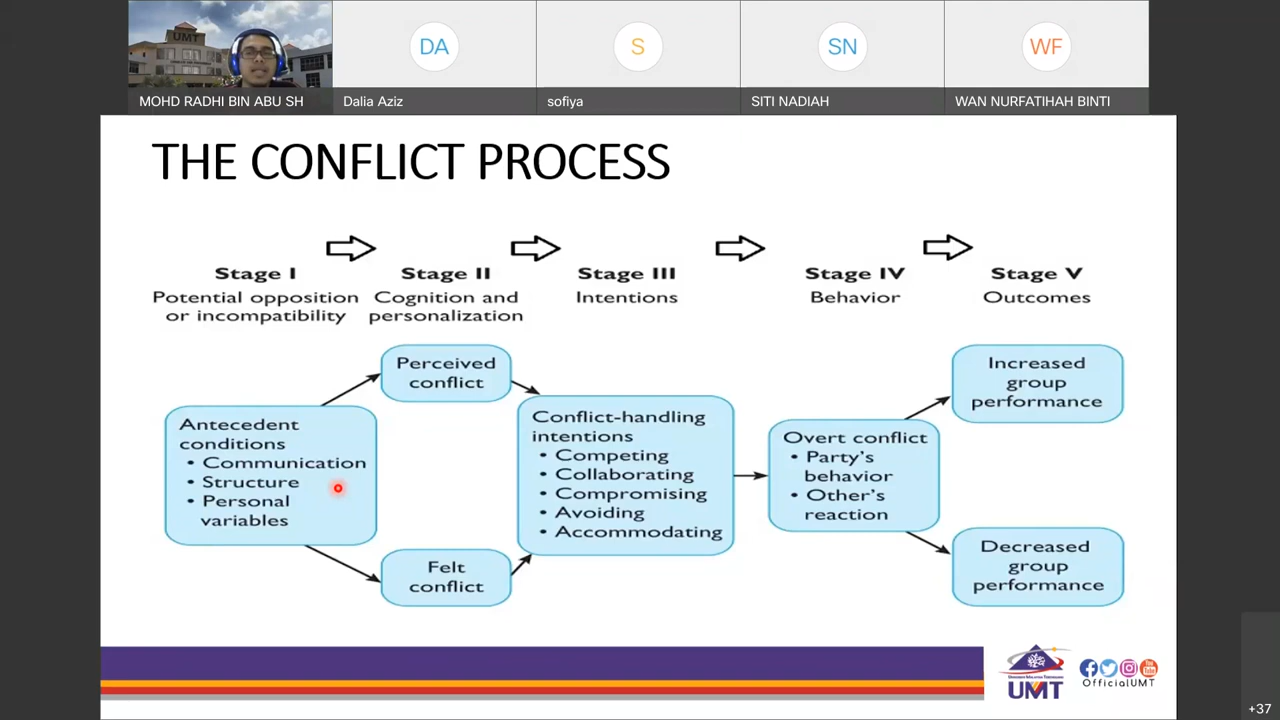 UMT
DA
S
SN
WF
MOHD RADHI BIN ABU SH
Dalia Aziz
sofiya
SITI NADIAH
WAN NURFATIHAH BINTI
THE CONFLICT PROCESS
Stage I
Potential opposition
or incompatibility
Stage II
Cognition and
personalization
Stage III
Intentions
Stage IV
Behavior
Stage V
Outcomes
Antecedent
conditions
• Communication
• Structure
• Personal
variables
Perceived
conflict
Felt
conflict
Conflict-handling
intentions
• Competing
• Collaborating
• Compromising
• Avoiding
• Accommodating
Overt conflict
• Party's
behavior
• Other's
reaction
Increased
group
performance
Decreased
group
performance
UMT
OfficialUMT
+37